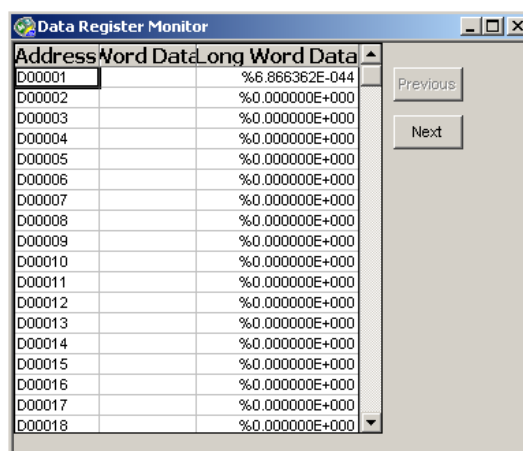 Data Register Monitor
Address Word Data Long Word Data
D00001 %6.866362E-044
D00002 %0.000000E+000
D00003 %0.000000E+000
D00004 %0.000000E+000
D00005 %0.000000E+000
D00006 %0.000000E+000
D00007 %0.000000E+000
D00008 %0.000000E+000
D00009 %0.000000E+000
D00010 %0.000000E+000
D00011 %0.000000E+000
D00012 %0.000000E+000
D00013 %0.000000E+000
D00014 %0.000000E+000
D00015 %0.000000E+000
D00016 %0.000000E+000
D00017 %0.000000E+000
D00018 %0.000000E+000
Previous
Next